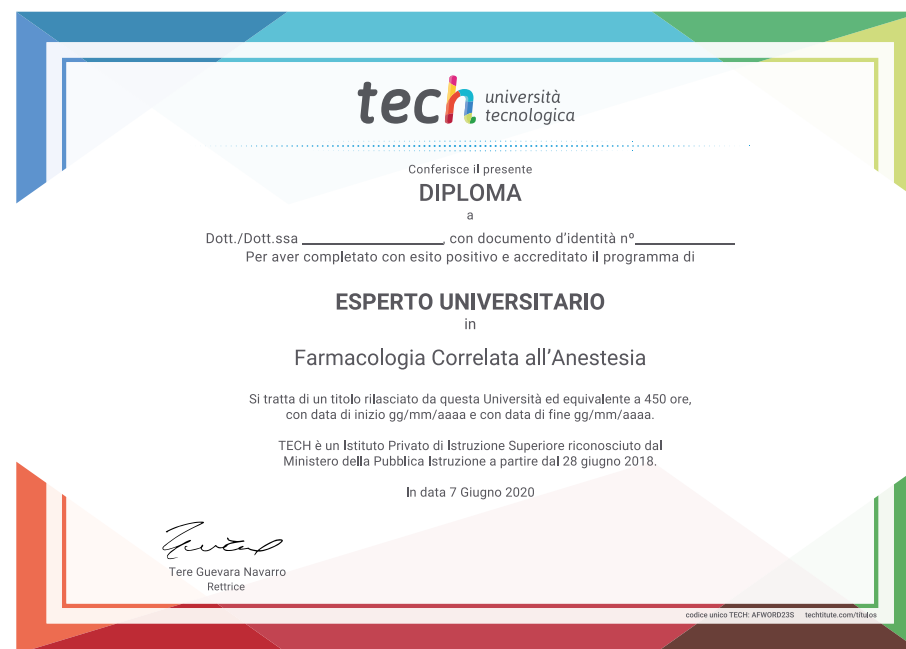 tech università
tecnologica
Conferisce il presente
DIPLOMA
a
Dott./Dott.ssa ____________________, con documento d'identità nº______________
Per aver completato con esito positivo e accreditato il programma di
ESPERTO UNIVERSITARIO
in
Farmacologia Correlata all'Anestesia
Si tratta di un titolo rilasciato da questa Università ed equivalente a 450 ore,
con data di inizio gg/mm/aaaa e con data di fine gg/mm/aaaa.
TECH è un Istituto Privato di Istruzione Superiore riconosciuto dal
Ministero della Pubblica Istruzione a partire dal 28 giugno 2018.
In data 7 Giugno 2020
Tere Guevara Navarro
Rettrice
codice unico TECH: AFWORD23S techtitute.com/títulos